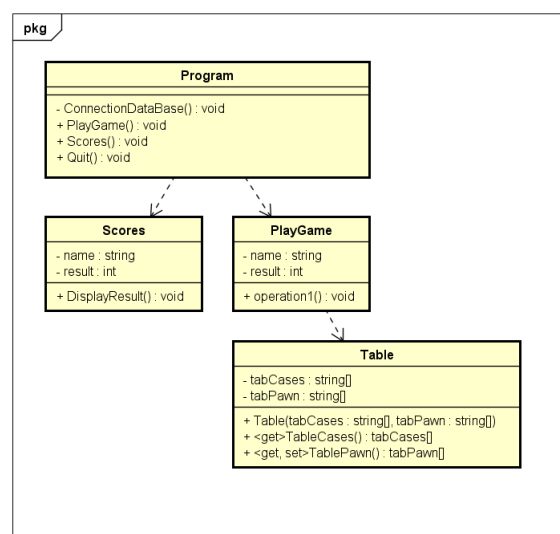 pkg
Program
- ConnectionDataBase() : void
+ PlayGame() : void
+ Scores() : void
+ Quit() : void
Scores
- name : string
- result : int
+ DisplayResult() : void
PlayGame
- name : string
- result : int
+ operation1() : void
Table
- tabCases : string[]
- tabPawn : string[]
+ Table(tabCases : string[], tabPawn : string[])
+ <get>TableCases() : tabCases[]
+ <get, set>TablePawn() : tabPawn[]